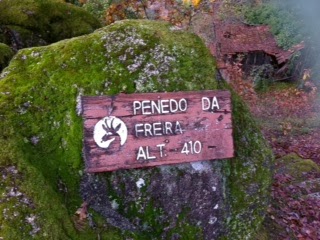 PENEDO DA
FREIRA
ALT. 410